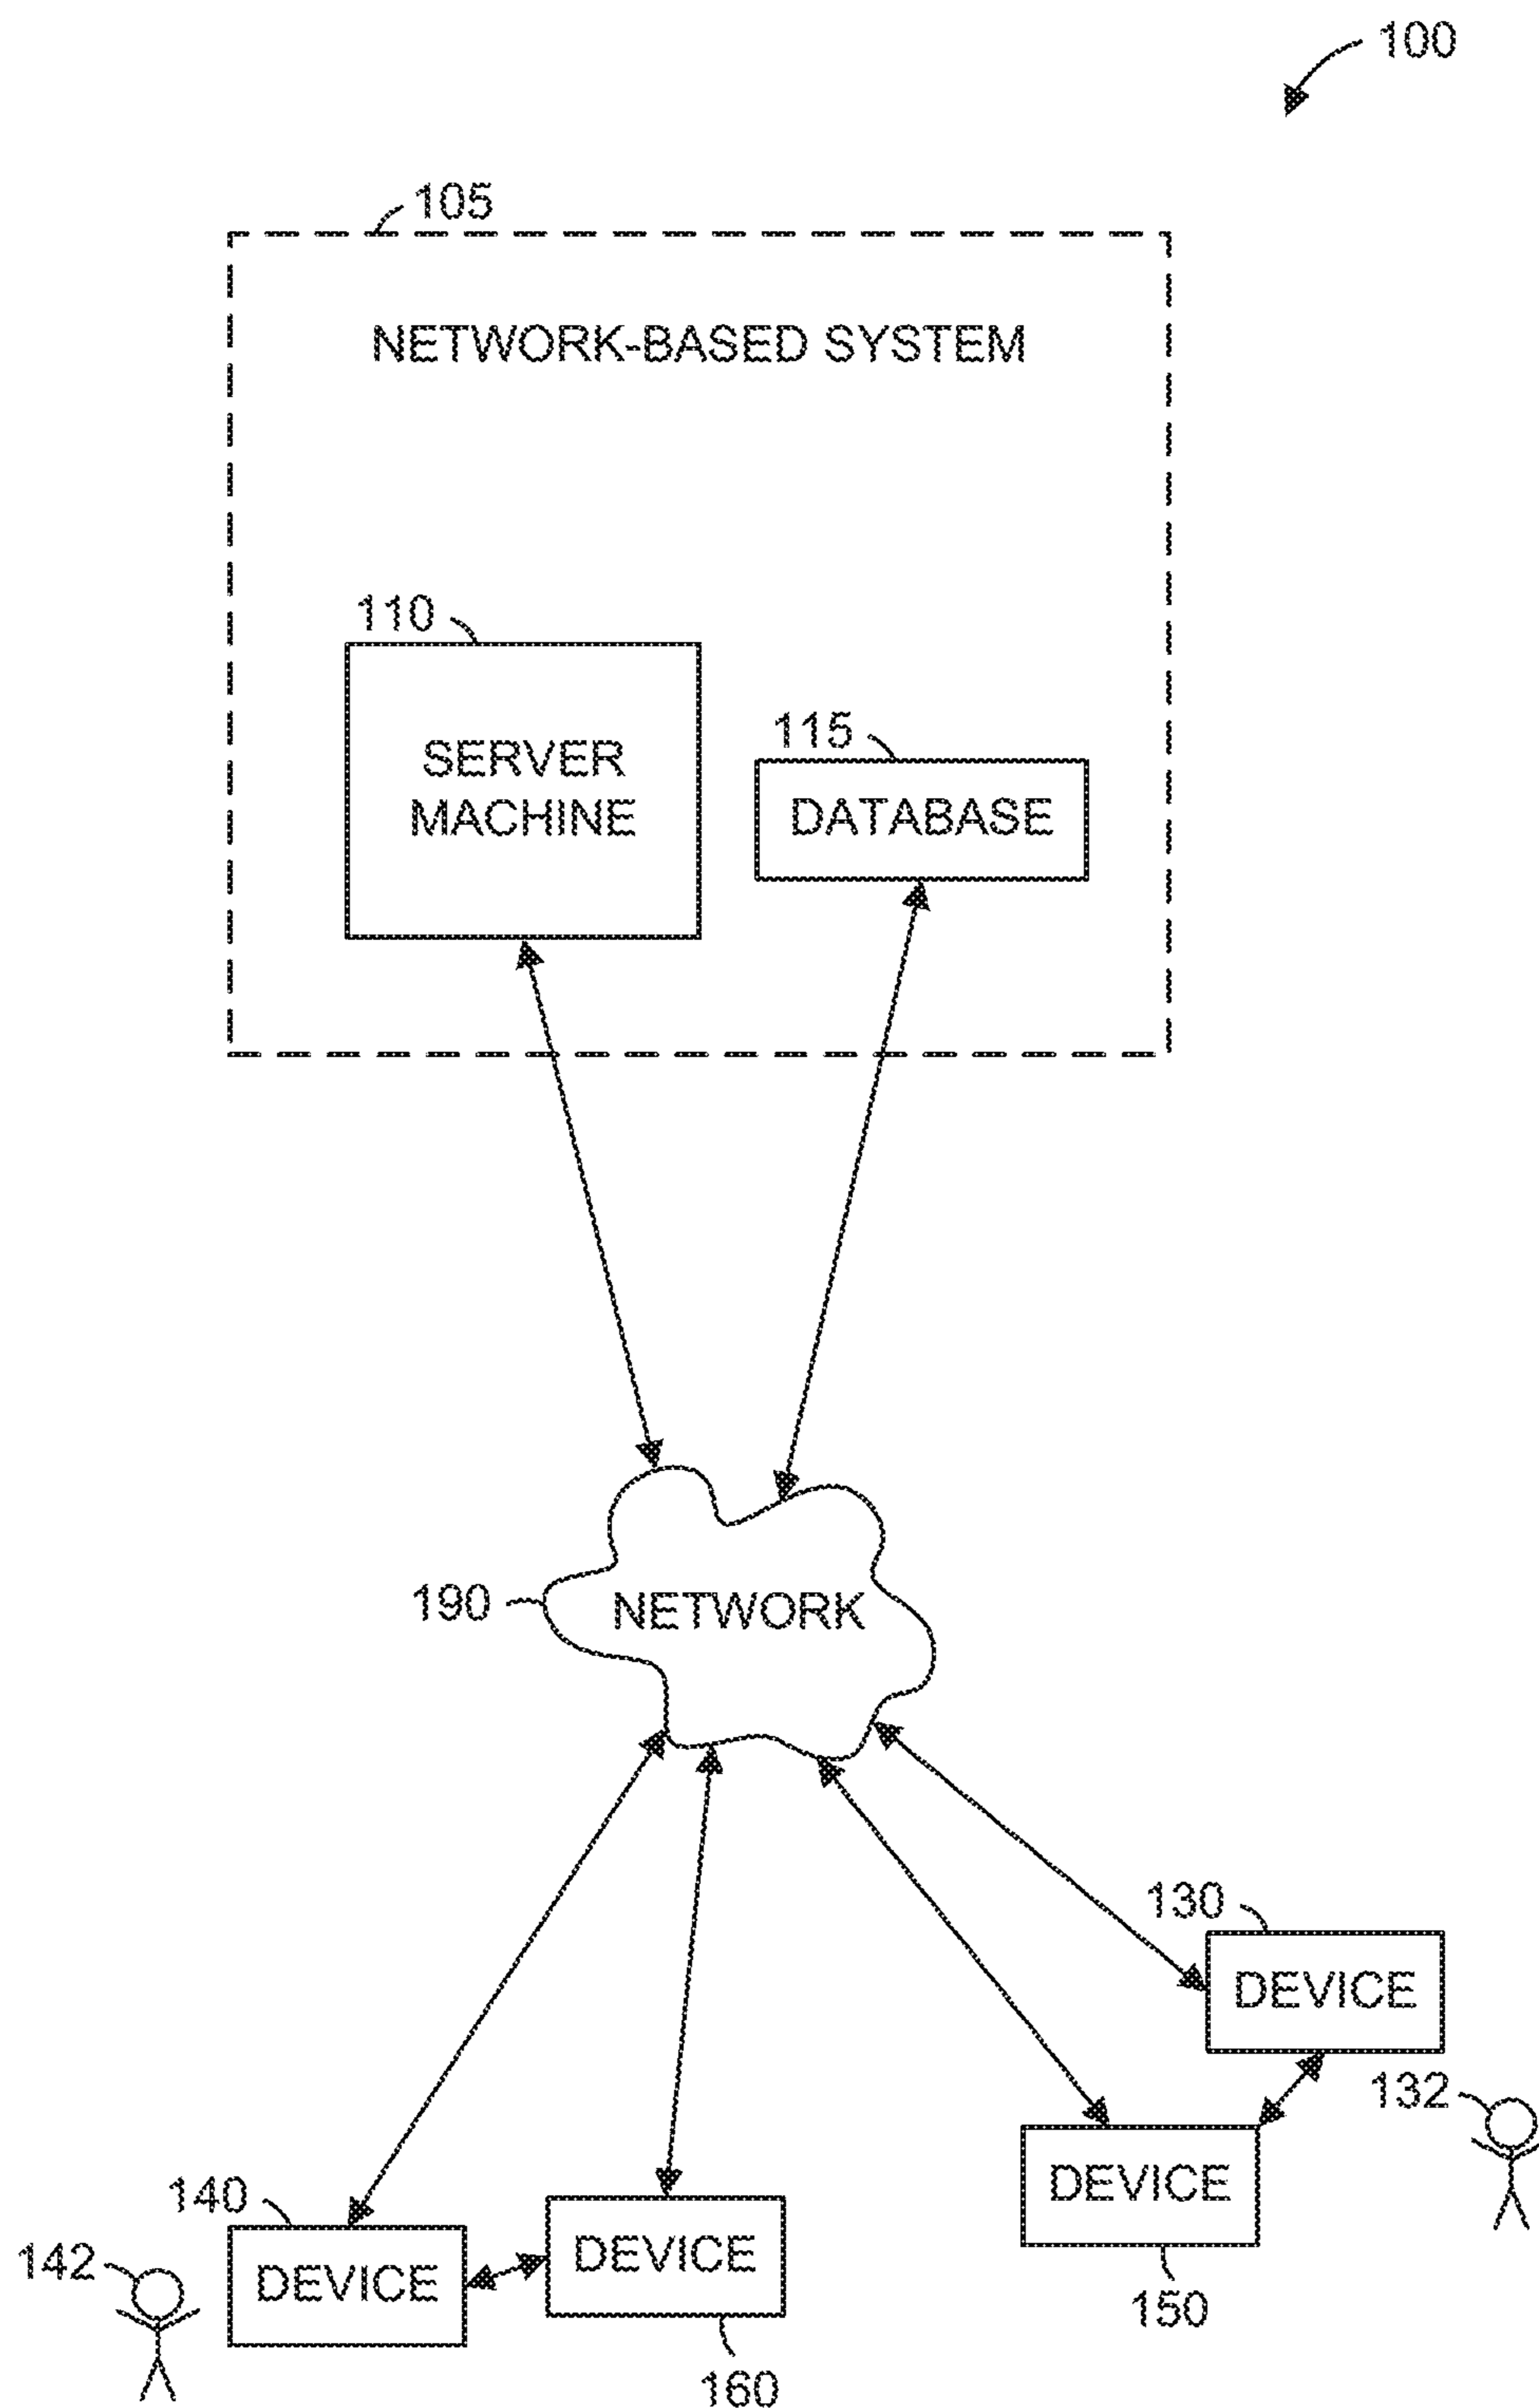 100
105
NETWORK-BASED SYSTEM
110
SERVER
MACHINE
115
DATABASE
190
NETWORK
130
DEVICE
132
DEVICE
150
140
DEVICE
142
DEVICE
160